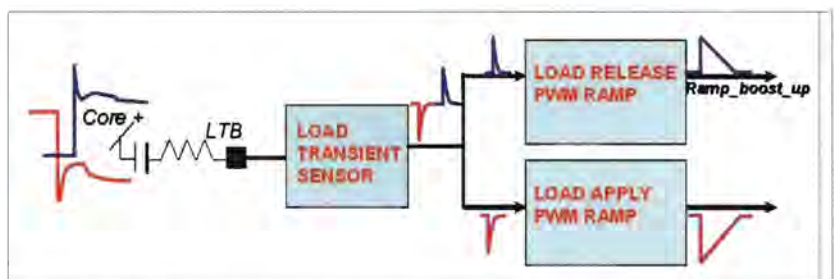 Core +
LTB
LOAD
TRANSIENT
SENSOR
LOAD RELEASE
PWM RAMP
Ramp_boost_up
LOAD APPLY
PWM RAMP